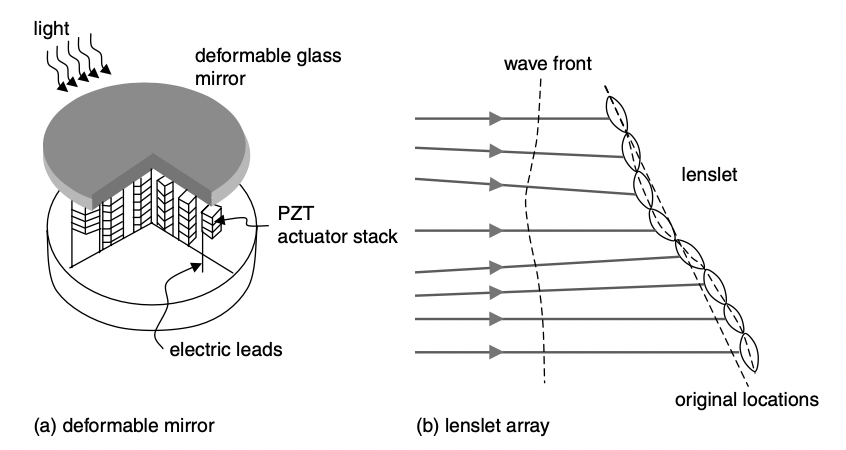 light
deformable glass
mirror
PZT
actuator stack
electric leads
(a) deformable mirror
wave front
lenslet
original locations
(b) lenslet array